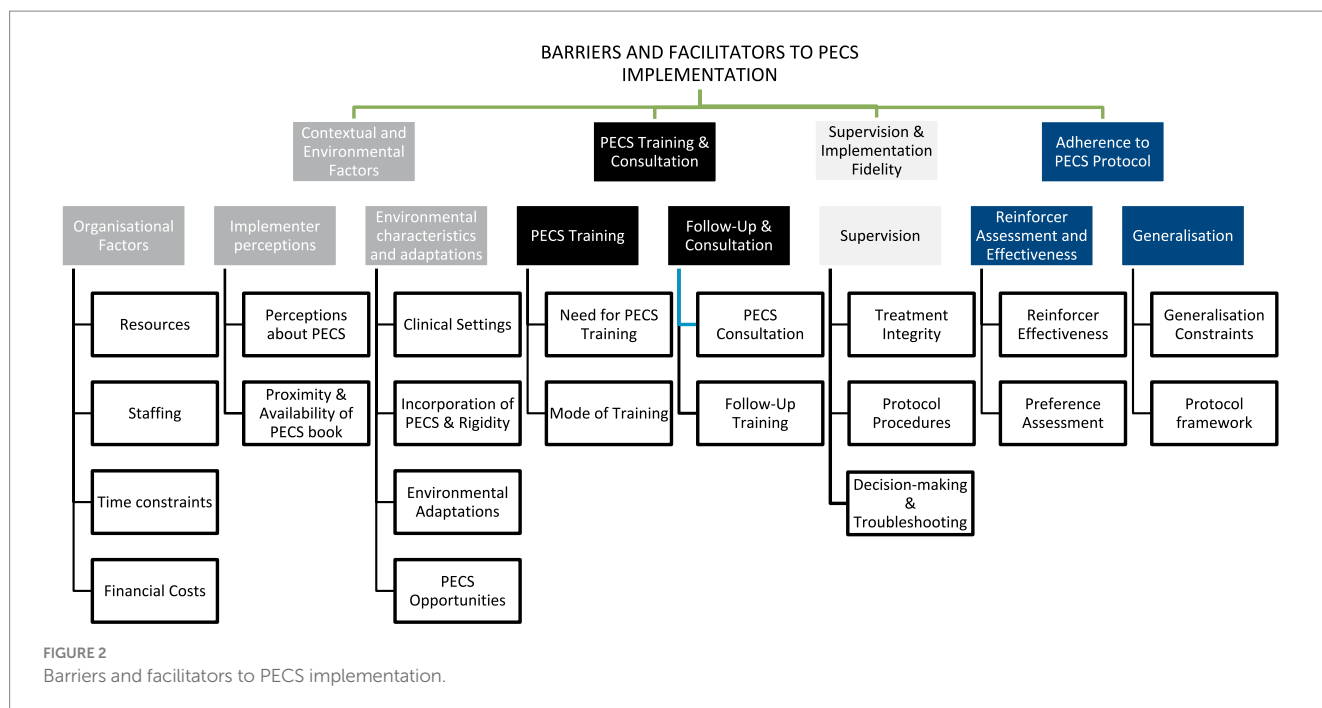 BARRIERS AND FACILITATORS TO PECS
IMPLEMENTATION
Contextual and
Environmental
Factors
PECS Training &
Consultation
Supervision &
Implementation
Fidelity
Adherence to
PECS Protocol
Organisational
Factors
Implementer
perceptions
Environmental
characteristics
and adaptations
PECS Training
Follow-Up &
Consultation
Supervision
Reinforcer
Assessment and
Effectiveness
Generalisation
Resources
Perceptions
about PECS
Clinical Settings
Need for PECS
Training
PECS
Consultation
Treatment
Integrity
Reinforcer
Effectiveness
Generalisation
Constraints
Staffing
Proximity &
Availability of
PECS book
Incorporation of
PECS & Rigidity
Mode of Training
Follow-Up
Training
Protocol
Procedures
Preference
Assessment
Protocol
framework
Time constraints
Environmental
Adaptations
Decision-making
&
Troubleshooting
Financial Costs
PECS
Opportunities
FIGURE 2
Barriers and facilitators to PECS implementation.